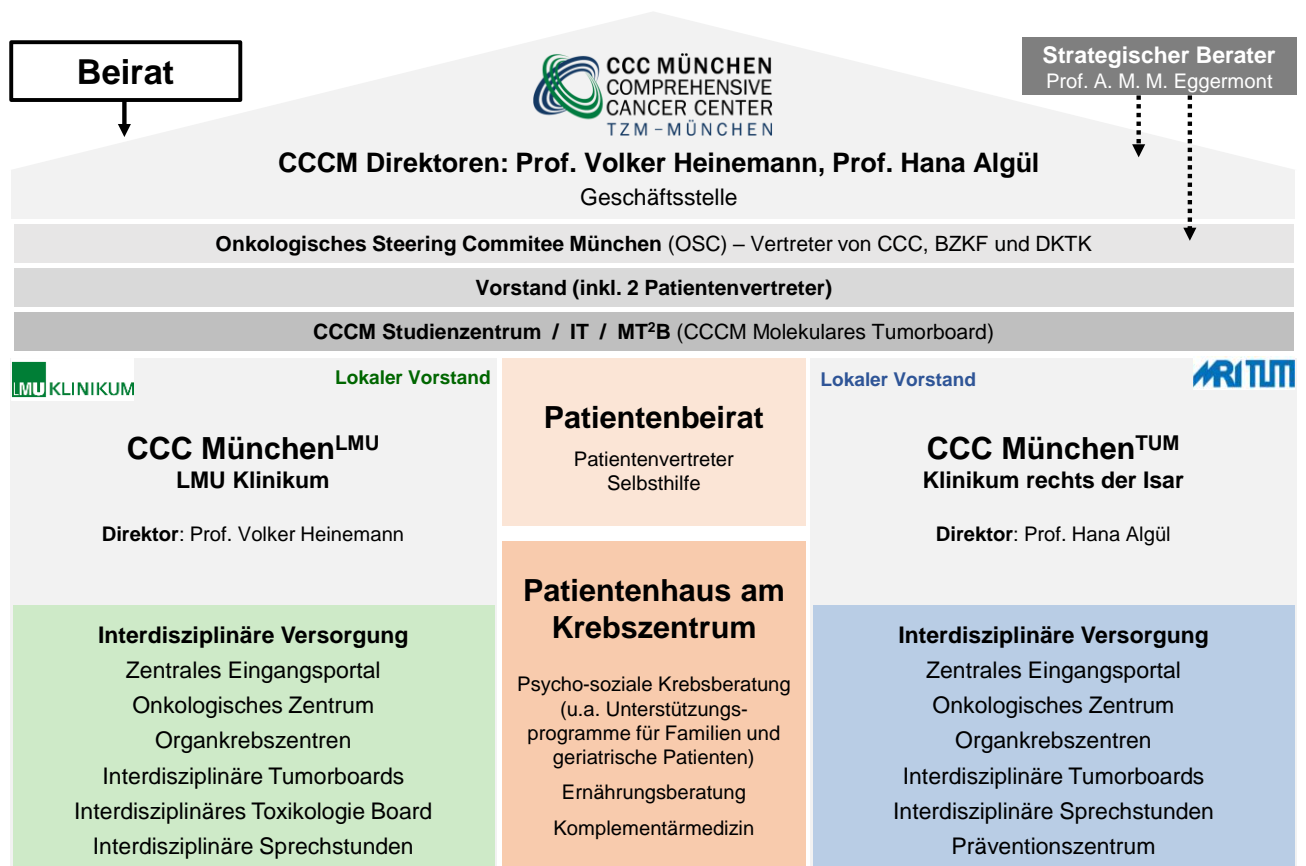 Beirat
CCC MÜNCHEN
COMPREHENSIVE
CANCER CENTER
TZM–MÜNCHEN
Strategischer Berater
Prof. A. M. M. Eggermont
CCCM Direktoren: Prof. Volker Heinemann, Prof. Hana Algül
Geschäftsstelle
Onkologisches Steering Commitee München (OSC) – Vertreter von CCC, BZKF und DKTK
Vorstand (inkl. 2 Patientenvertreter)
CCCM Studienzentrum / IT / MT²B (CCCM Molekulares Tumorboard)
LMU KLINIKUM
Lokaler Vorstand
CCC München^LMU
LMU Klinikum
Direktor: Prof. Volker Heinemann
Interdisziplinäre Versorgung
Zentrales Eingangsportal
Onkologisches Zentrum
Organkrebszentren
Interdisziplinäre Tumorboards
Interdisziplinäres Toxikologie Board
Interdisziplinäre Sprechstunden
Patientenbeirat
Patientenvertreter
Selbsthilfe
Patientenhaus am
Krebszentrum
Psycho-soziale Krebsberatung
(u.a. Unterstützungs-
programme für Familien und
geriatrische Patienten)
Ernährungsberatung
Komplementärmedizin
Lokaler Vorstand
MRI TUM
CCC München^TUM
Klinikum rechts der Isar
Direktor: Prof. Hana Algül
Interdisziplinäre Versorgung
Zentrales Eingangsportal
Onkologisches Zentrum
Organkrebszentren
Interdisziplinäre Tumorboards
Interdisziplinäre Sprechstunden
Präventionszentrum